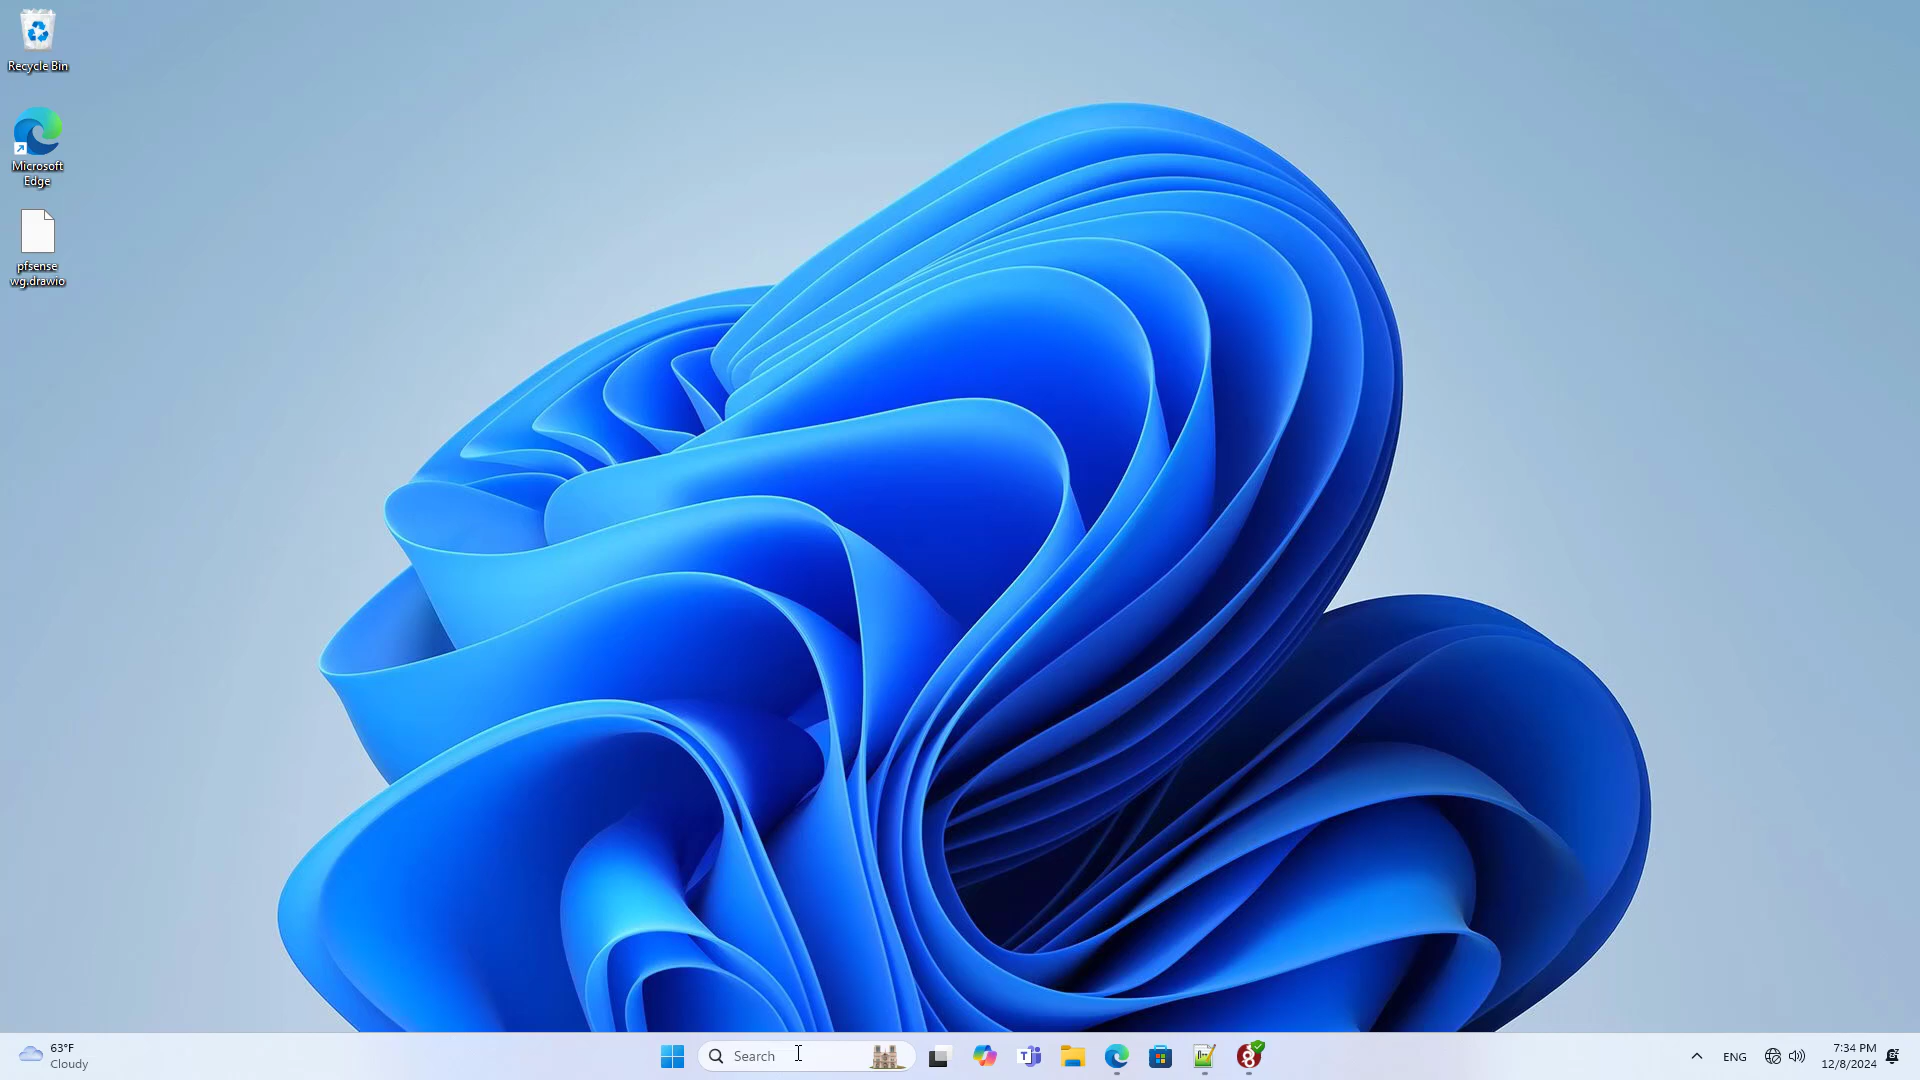 Recycle Bin
Microsoft
Edge
pfsense
wg.drawio
63°F
Cloudy
Search
ENG
7:34 PM
12/8/2024